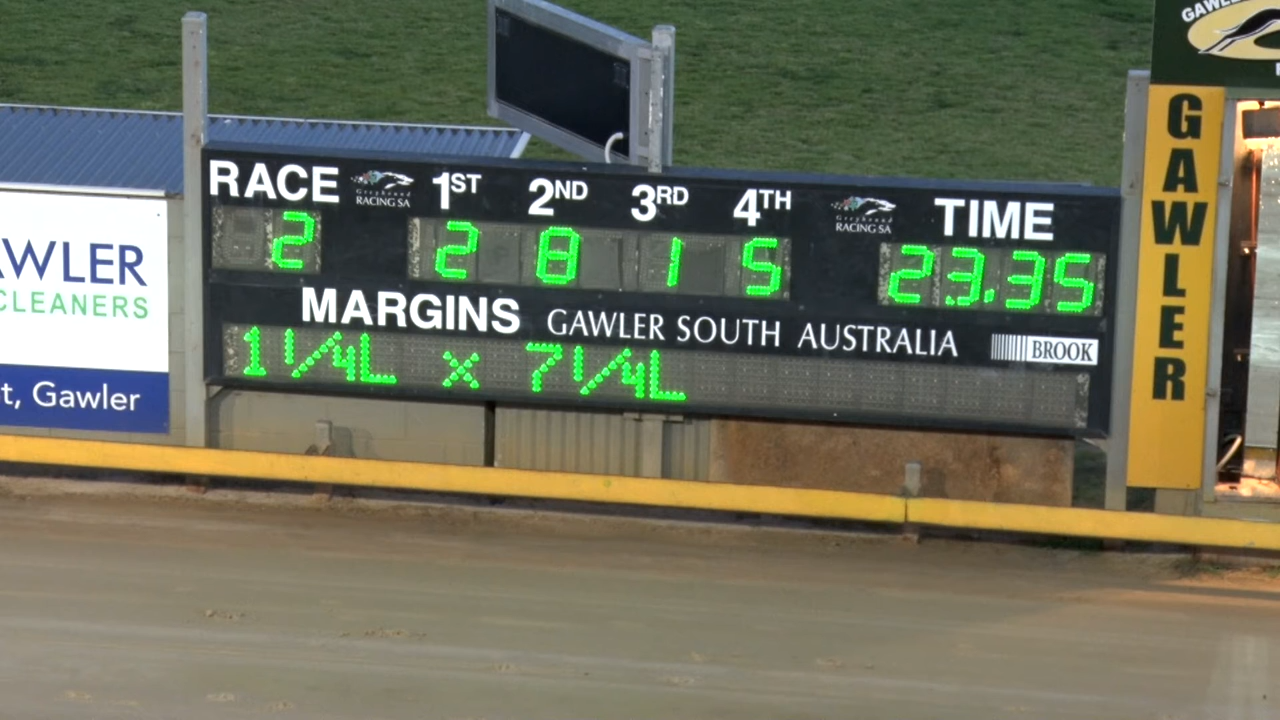 GAWLER
RACE 1ST 2ND 3RD 4TH TIME
Greyhound
RACING SA
Greyhound
RACING SA
2 2 8 1 5 23.35
MARGINS GAWLER SOUTH AUSTRALIA BROOK
1 1/4L x 7 1/4L
AWLER
CLEANERS
t, Gawler